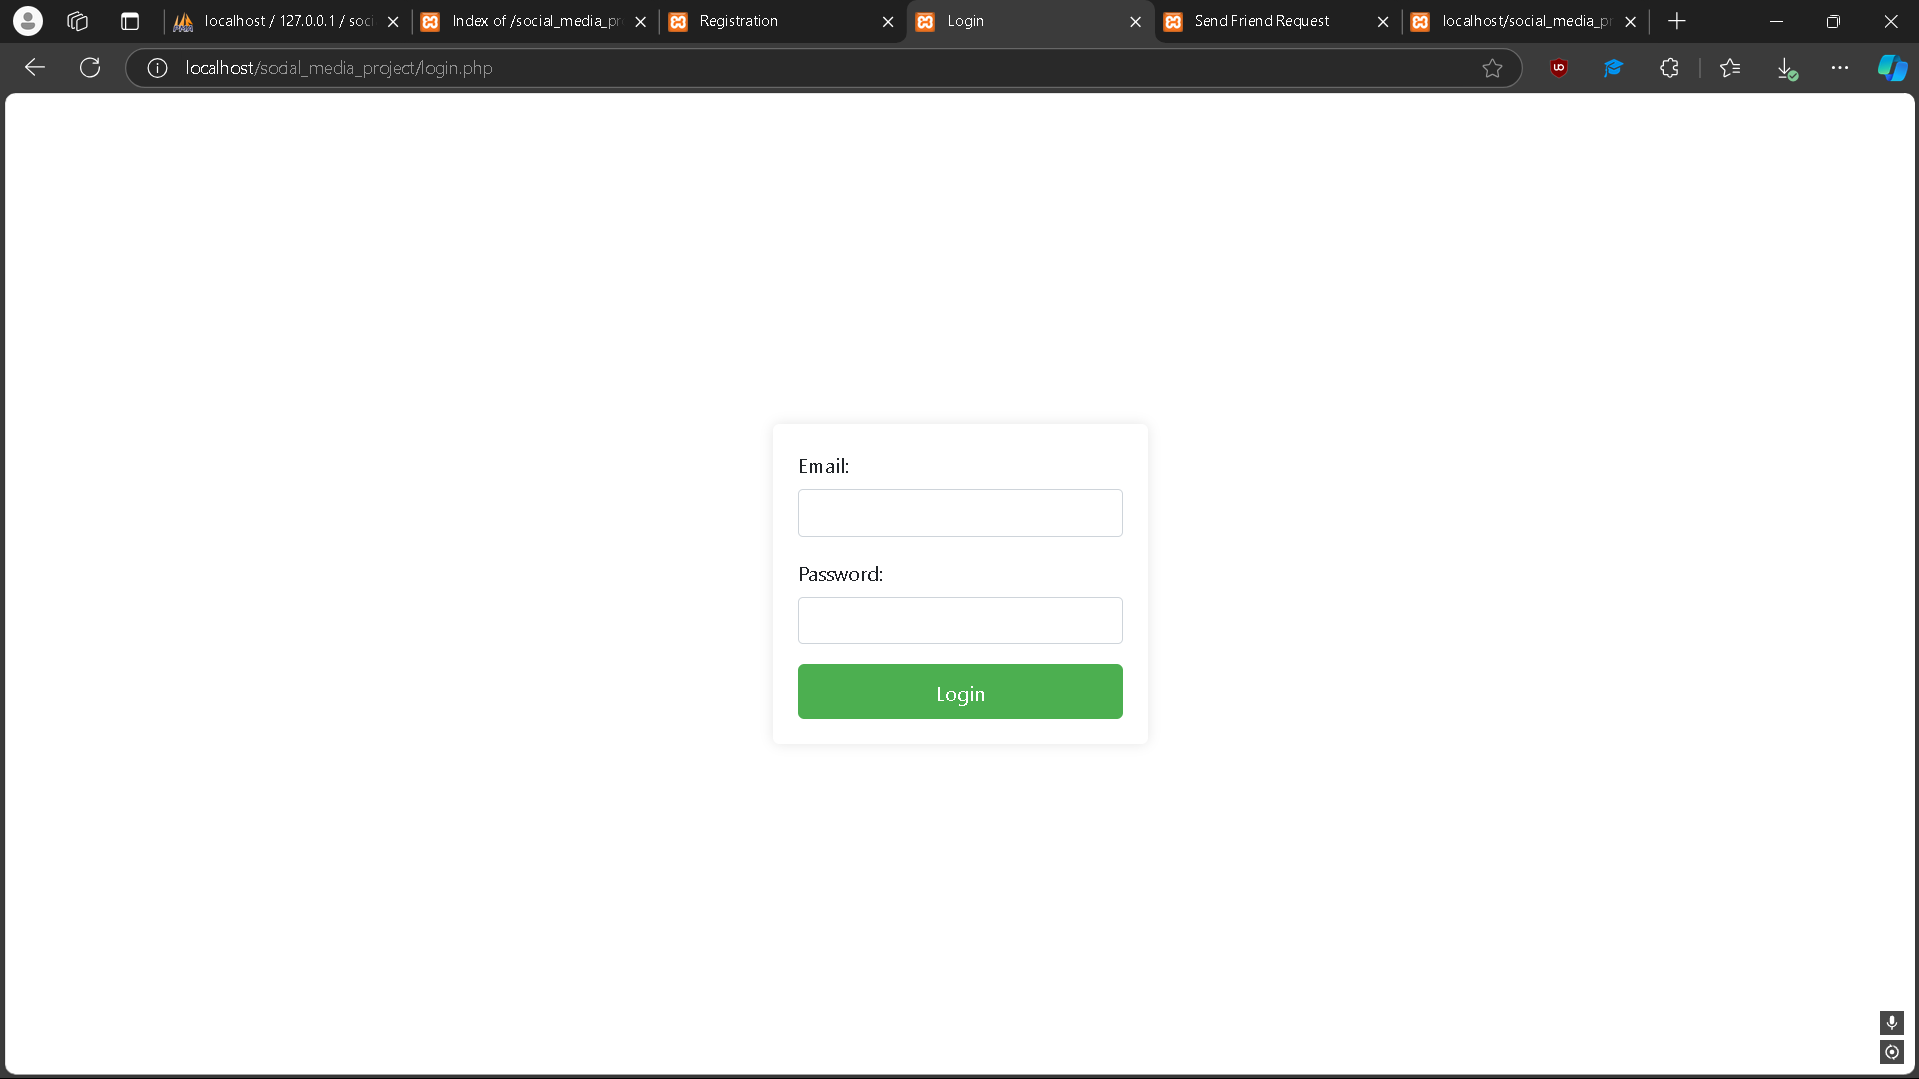 localhost / 127.0.0.1 / soci
Index of /social_media_pr
Registration
Login
Send Friend Request
localhost/social_media_p
localhost/social_media_project/login.php
Email:
Password:
Login